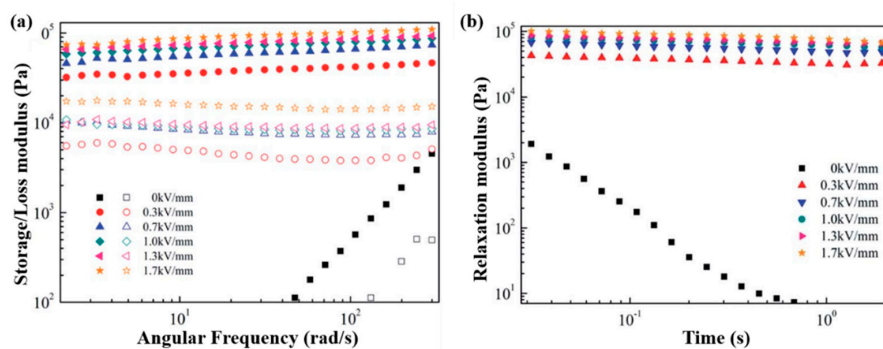 (a)
Storage/Loss modulus (Pa)
10^5
10^4
10^3
10^2
0kV/mm
0.3kV/mm
0.7kV/mm
1.0kV/mm
1.3kV/mm
1.7kV/mm
10^1
10^2
Angular Frequency (rad/s)
(b)
Relaxation modulus (Pa)
10^5
10^4
10^3
10^2
10^1
0kV/mm
0.3kV/mm
0.7kV/mm
1.0kV/mm
1.3kV/mm
1.7kV/mm
10^-1
10^0
Time (s)